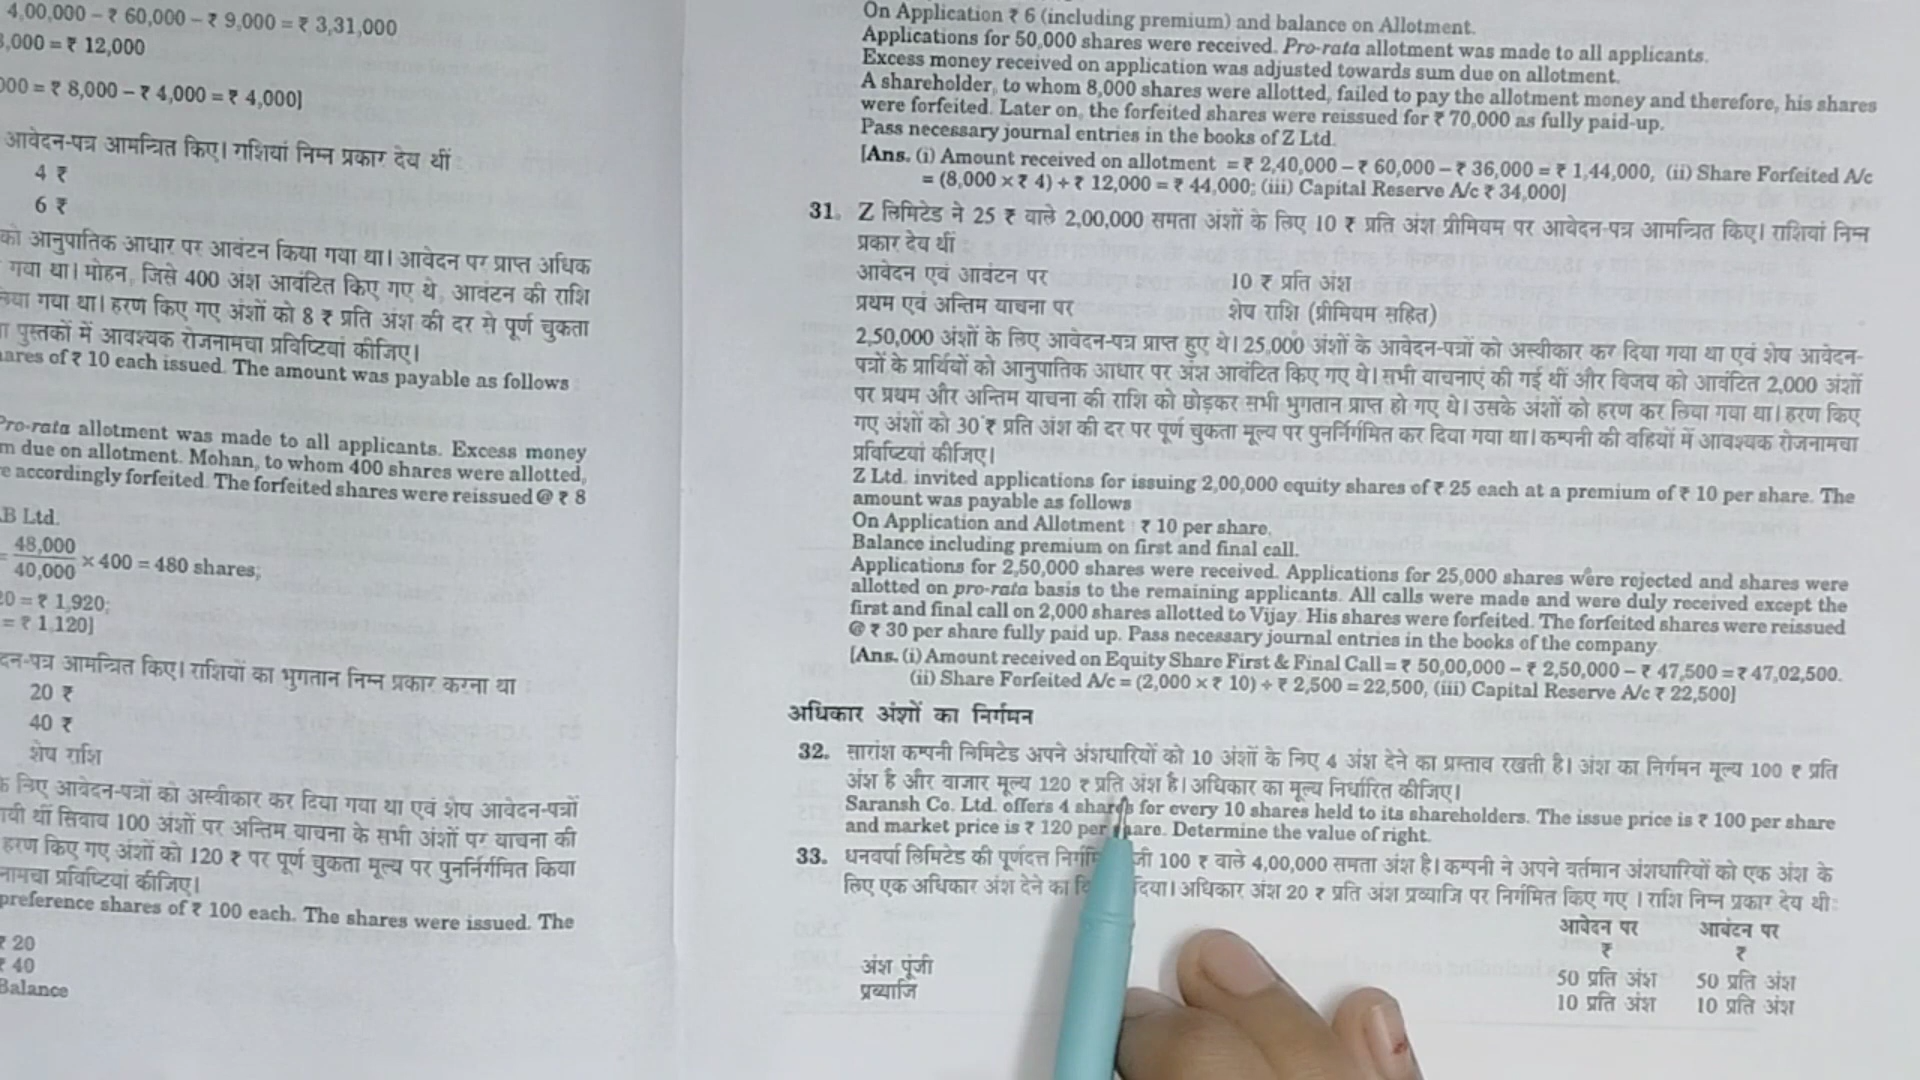 4,00,000 – ₹ 60,000 – ₹ 9,000 = ₹ 3,31,000
,000 = ₹ 12,000
000 = ₹ 8,000 – ₹ 4,000 = ₹ 4,000]
आवेदन-पत्र आमन्त्रित किए। राशियां निम्न प्रकार देय थीं :
4 ₹
6 ₹
को आनुपातिक आधार पर आवंटन किया गया था। आवेदन पर प्राप्त अधिक
गया था। मोहन, जिसे 400 अंश आवंटित किए गए थे, आवंटन की राशि
गया था। हरण किए गए अंशों को 8 ₹ प्रति अंश की दर से पूर्ण चुकता
पुस्तकों में आवश्यक रोजनामचा प्रविष्टियां कीजिए।
ares of ₹ 10 each issued. The amount was payable as follows :
Pro-rata allotment was made to all applicants. Excess money
m due on allotment. Mohan, to whom 400 shares were allotted,
e accordingly forfeited. The forfeited shares were reissued @ ₹ 8
B Ltd.
= 48,000/40,000 × 400 = 480 shares;
20 = ₹ 1,920;
= ₹ 1,120]
दन-पत्र आमन्त्रित किए। राशियों का भुगतान निम्न प्रकार करना था :
20 ₹
40 ₹
शेष राशि
के लिए आवेदन-पत्रों को अस्वीकार कर दिया गया था एवं शेष आवेदन-पत्रों
गयी थीं सिवाय 100 अंशों पर अन्तिम याचना के सभी अंशों पर याचना की
हरण किए गए अंशों को 120 ₹ पर पूर्ण चुकता मूल्य पर पुनर्निर्गमित किया
नामचा प्रविष्टियां कीजिए।
preference shares of ₹ 100 each. The shares were issued. The
₹ 20
₹ 40
Balance
On Application ₹ 6 (including premium) and balance on Allotment.
Applications for 50,000 shares were received. Pro-rata allotment was made to all applicants.
Excess money received on application was adjusted towards sum due on allotment.
A shareholder, to whom 8,000 shares were allotted, failed to pay the allotment money and therefore, his shares
were forfeited. Later on, the forfeited shares were reissued for ₹ 70,000 as fully paid-up.
Pass necessary journal entries in the books of Z Ltd.
[Ans. (i) Amount received on allotment = ₹ 2,40,000 – ₹ 60,000 – ₹ 36,000 = ₹ 1,44,000, (ii) Share Forfeited A/c
= (8,000 × ₹ 4) + ₹ 12,000 = ₹ 44,000; (iii) Capital Reserve A/c ₹ 34,000]
31. Z लिमिटेड ने 25 ₹ वाले 2,00,000 समता अंशों के लिए 10 ₹ प्रति अंश प्रीमियम पर आवेदन-पत्र आमन्त्रित किए। राशियां निम्न
प्रकार देय थीं :
आवेदन एवं आवंटन पर 10 ₹ प्रति अंश
प्रथम एवं अन्तिम याचना पर शेष राशि (प्रीमियम सहित)
2,50,000 अंशों के लिए आवेदन-पत्र प्राप्त हुए थे। 25,000 अंशों के आवेदन-पत्रों को अस्वीकार कर दिया गया था एवं शेष आवेदन-
पत्रों के प्रार्थियों को आनुपातिक आधार पर अंश आवंटित किए गए थे। सभी याचनाएं की गई थीं और विजय को आवंटित 2,000 अंशों
पर प्रथम और अन्तिम याचना की राशि को छोड़कर सभी भुगतान प्राप्त हो गए थे। उसके अंशों को हरण कर लिया गया था। हरण किए
गए अंशों को 30 ₹ प्रति अंश की दर पर पूर्ण चुकता मूल्य पर पुनर्निर्गमित कर दिया गया था। कम्पनी की वहियों में आवश्यक रोजनामचा
प्रविष्टियां कीजिए।
Z Ltd. invited applications for issuing 2,00,000 equity shares of ₹ 25 each at a premium of ₹ 10 per share. The
amount was payable as follows :
On Application and Allotment : ₹ 10 per share.
Balance including premium on first and final call.
Applications for 2,50,000 shares were received. Applications for 25,000 shares were rejected and shares were
allotted on pro-rata basis to the remaining applicants. All calls were made and were duly received except the
first and final call on 2,000 shares allotted to Vijay. His shares were forfeited. The forfeited shares were reissued
@ ₹ 30 per share fully paid up. Pass necessary journal entries in the books of the company.
[Ans. (i) Amount received on Equity Share First & Final Call = ₹ 50,00,000 – ₹ 2,50,000 – ₹ 47,500 = ₹ 47,02,500.
(ii) Share Forfeited A/c = (2,000 × ₹ 10) + ₹ 2,500 = 22,500, (iii) Capital Reserve A/c ₹ 22,500]
अधिकार अंशों का निर्गमन
32. सारांश कम्पनी लिमिटेड अपने अंशधारियों को 10 अंशों के लिए 4 अंश देने का प्रस्ताव रखती है। अंश का निर्गमन मूल्य 100 ₹ प्रति
अंश है और बाजार मूल्य 120 ₹ प्रति अंश है। अधिकार का मूल्य निर्धारित कीजिए।
Saransh Co. Ltd. offers 4 shares for every 10 shares held to its shareholders. The issue price is ₹ 100 per share
and market price is ₹ 120 per share. Determine the value of right.
33. धनवर्षा लिमिटेड की पूर्णदत्त जी 100 ₹ वाले 4,00,000 समता अंश है। कम्पनी ने अपने वर्तमान अंशधारियों को एक अंश के
लिए एक अधिकार अंश देने का दिया। अधिकार अंश 20 ₹ प्रति अंश प्रव्याजि पर निर्गमित किए गए । राशि निम्न प्रकार देय थी:
आवेदन पर आवंटन पर
₹ ₹
अंश पूंजी 50 प्रति अंश 50 प्रति अंश
प्रव्याजि 10 प्रति अंश 10 प्रति अंश